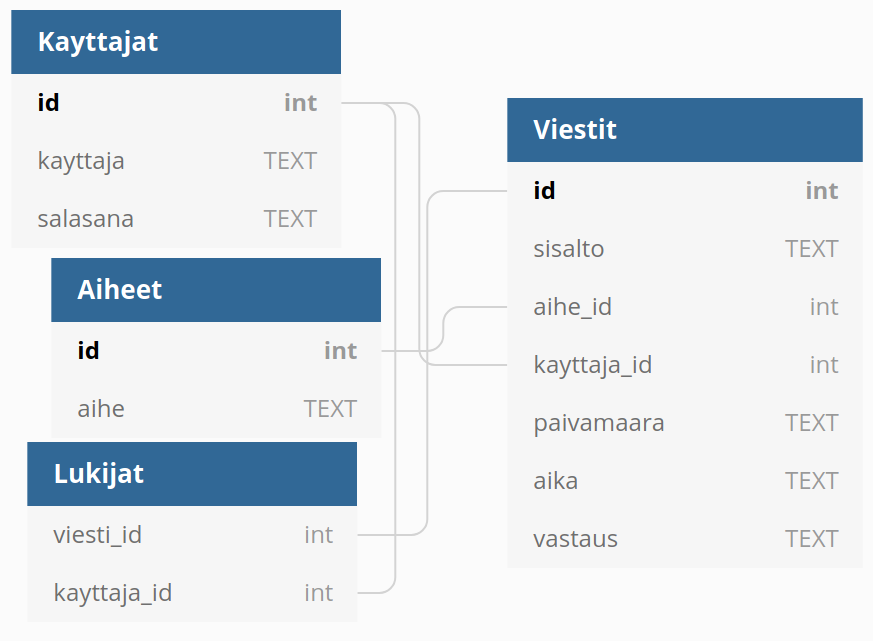 Kayttajat
id int
kayttaja TEXT
salasana TEXT
Aiheet
id int
aihe TEXT
Lukijat
viesti_id int
kayttaja_id int
Viestit
id int
sisalto TEXT
aihe_id int
kayttaja_id int
paivamaara TEXT
aika TEXT
vastaus TEXT